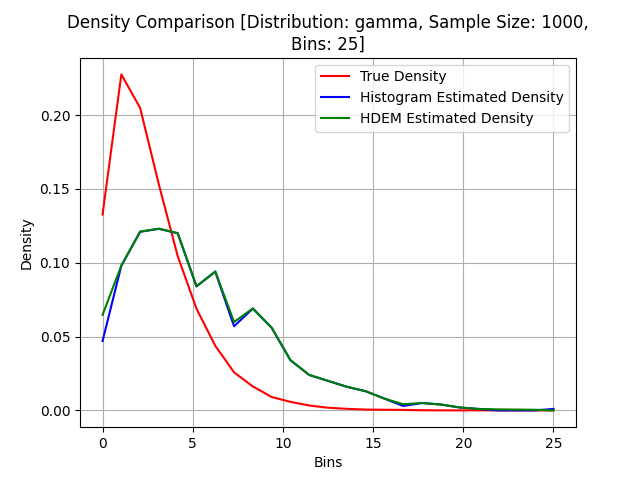 Density Comparison [Distribution: gamma, Sample Size: 1000,
Bins: 25]
True Density
Histogram Estimated Density
HDEM Estimated Density
Density
0.20
0.15
0.10
0.05
0.00
0 5 10 15 20 25
Bins